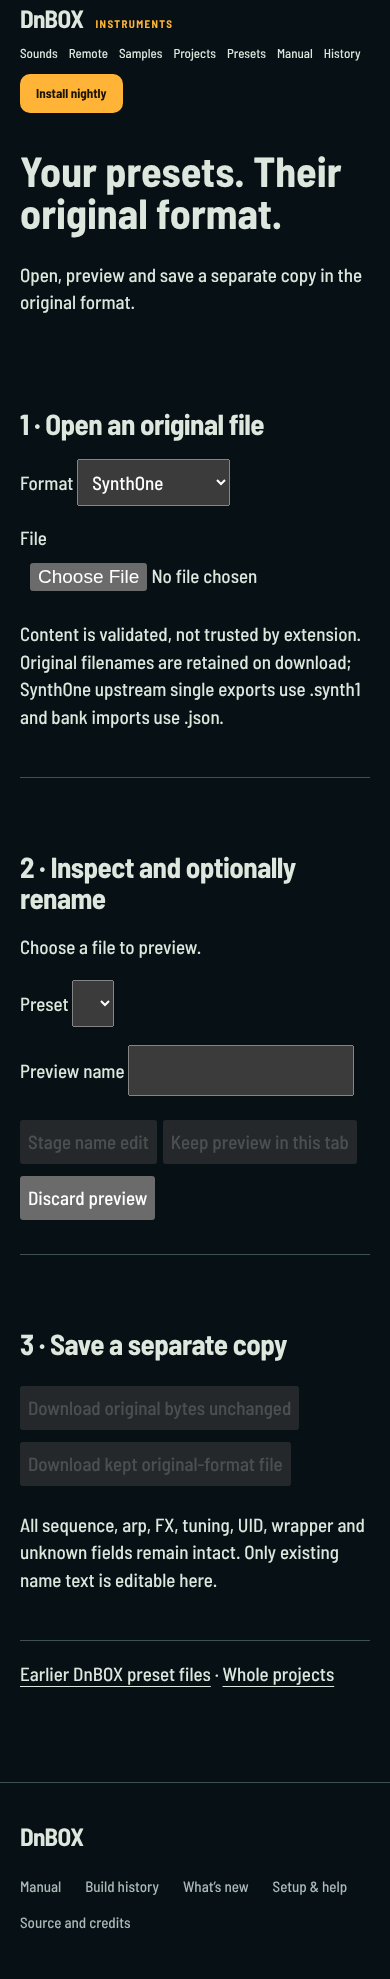 DnBOX INSTRUMENTS
Sounds Remote Samples Projects Presets Manual History
Install nightly
Your presets. Their
original format.
Open, preview and save a separate copy in the
original format.
1 · Open an original file
Format SynthOne
File
Choose File No file chosen
Content is validated, not trusted by extension.
Original filenames are retained on download;
SynthOne upstream single exports use .synth1
and bank imports use .json.
2 · Inspect and optionally
rename
Choose a file to preview.
Preset
Preview name
Stage name edit Keep preview in this tab
Discard preview
3 · Save a separate copy
Download original bytes unchanged
Download kept original-format file
All sequence, arp, FX, tuning, UID, wrapper and
unknown fields remain intact. Only existing
name text is editable here.
Earlier DnBOX preset files · Whole projects
DnBOX
Manual Build history What's new Setup & help
Source and credits